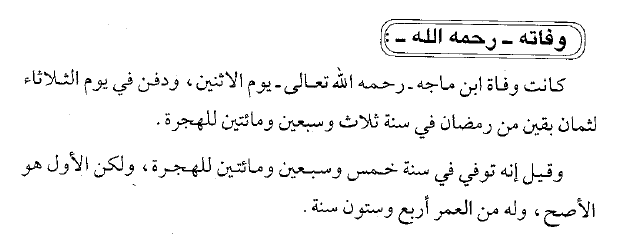 وفاته ـ رحمه الله ـ :
كانت وفاة ابن ماجه ـ رحمه الله تعالى ـ يوم الاثنين ، ودفن في يوم الثلاثاء
لثمان بقين من رمضان في سنة ثلاث وسبعين ومائتين للهجرة .
وقيل إنه توفي في سنة خمس وسبعين ومائتين للهجرة ، ولكن الأول هو
الأصح ، وله من العمر أربع وستون سنة .